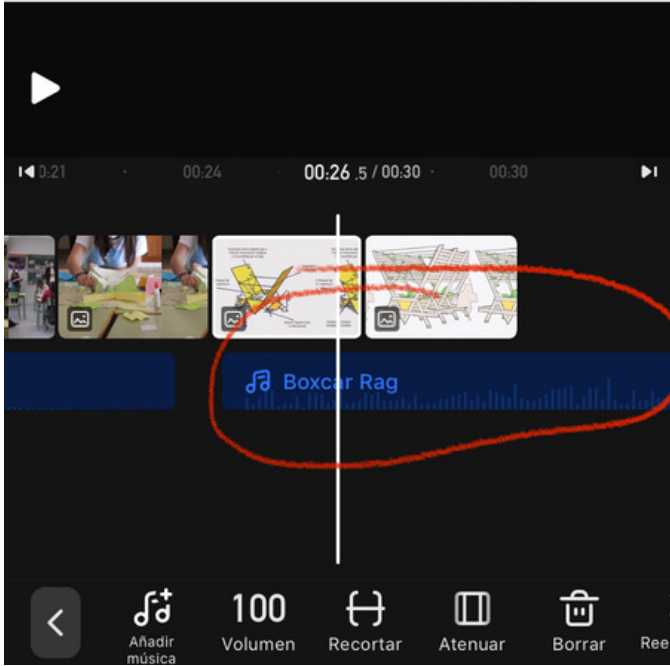 0:21
00:24
00:26.5 / 00:30
00:30
Boxcar Rag
100
Añadir
música
Volumen
Recortar
Atenuar
Borrar
Ree